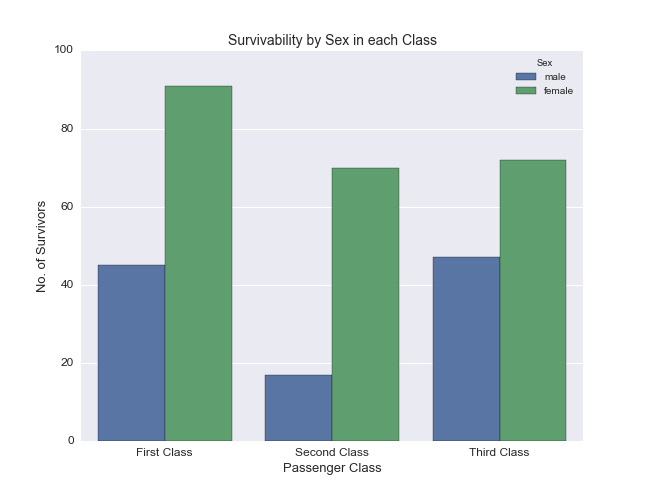 Survivability by Sex in each Class
Sex
male
female
100
80
60
40
20
0
No. of Survivors
First Class Second Class Third Class
Passenger Class